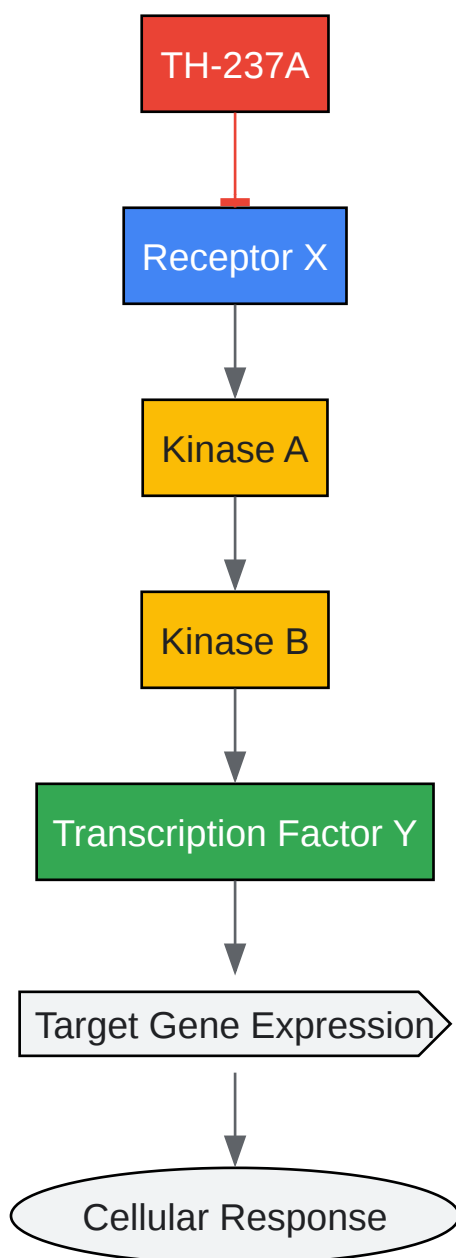 TH-237A
Receptor X
Kinase A
Kinase B
Transcription Factor Y
Target Gene Expression
Cellular Response